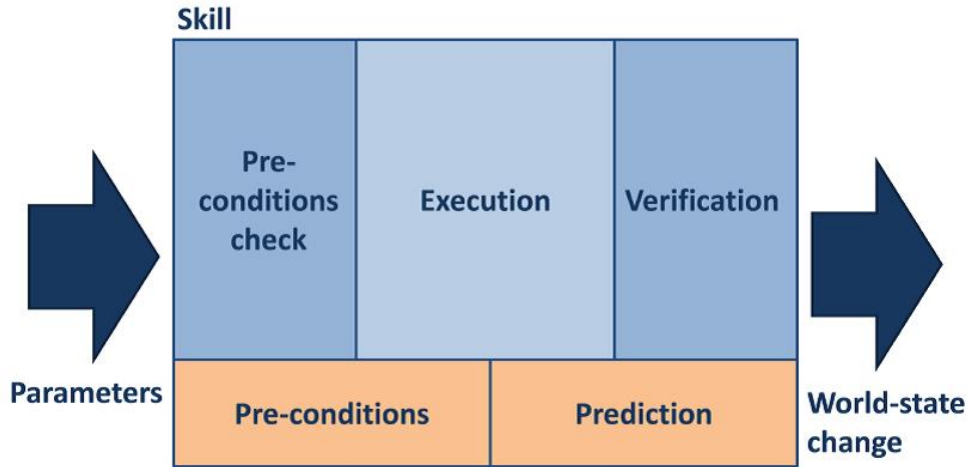 Skill
Pre-
conditions
check
Execution
Verification
Parameters
Pre-conditions
Prediction
World-state
change